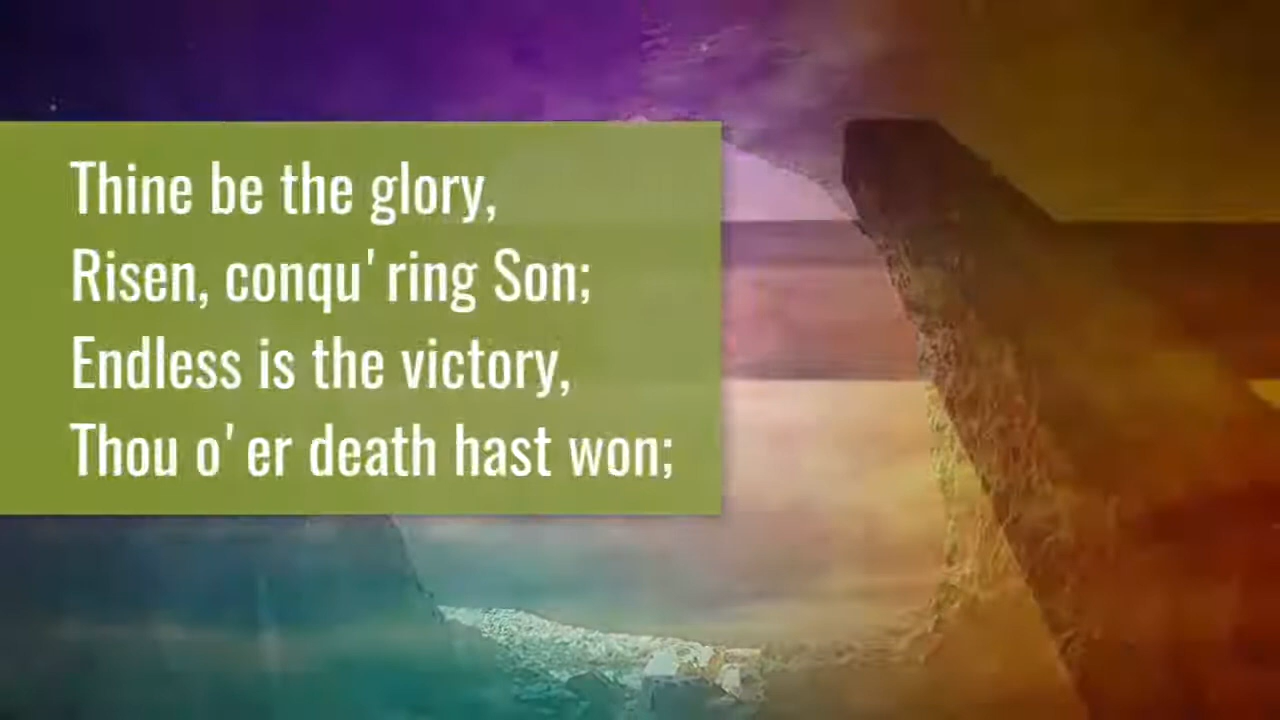 Thine be the glory,
Risen, conqu'ring Son;
Endless is the victory,
Thou o'er death hast won;